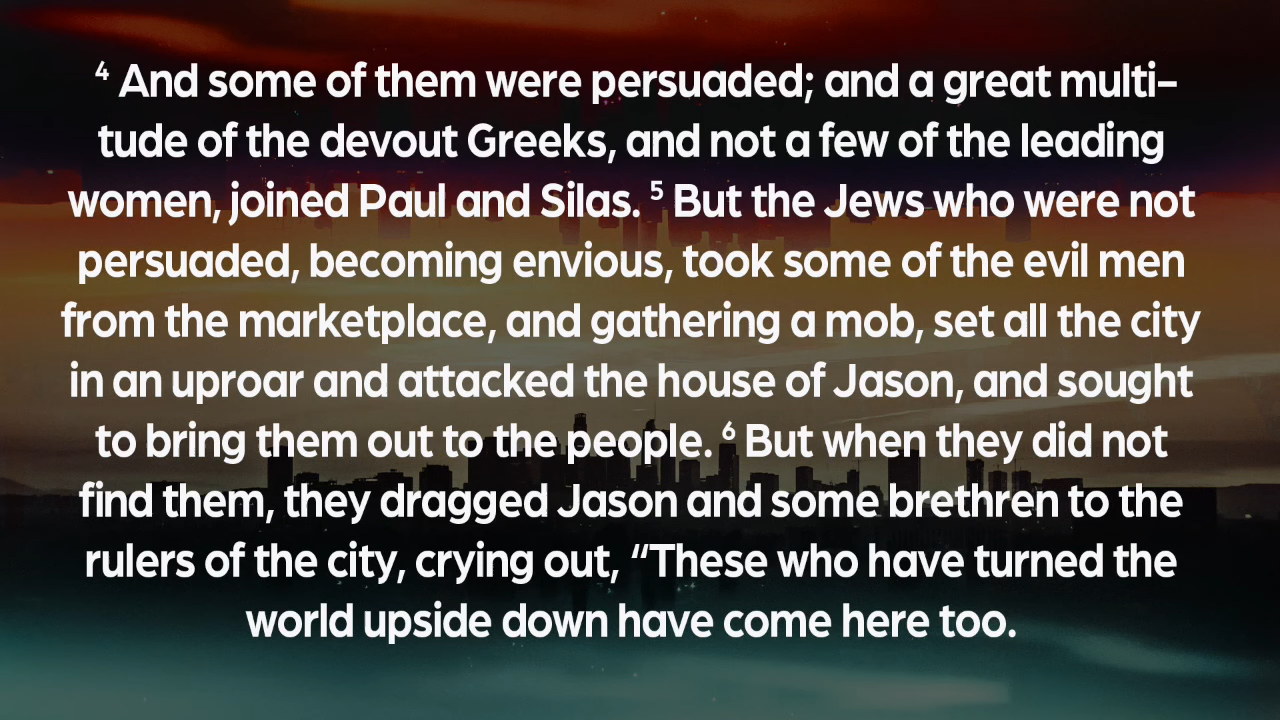 ⁴ And some of them were persuaded; and a great multi-
tude of the devout Greeks, and not a few of the leading
women, joined Paul and Silas. ⁵ But the Jews who were not
persuaded, becoming envious, took some of the evil men
from the marketplace, and gathering a mob, set all the city
in an uproar and attacked the house of Jason, and sought
to bring them out to the people. ⁶ But when they did not
find them, they dragged Jason and some brethren to the
rulers of the city, crying out, “These who have turned the
world upside down have come here too.